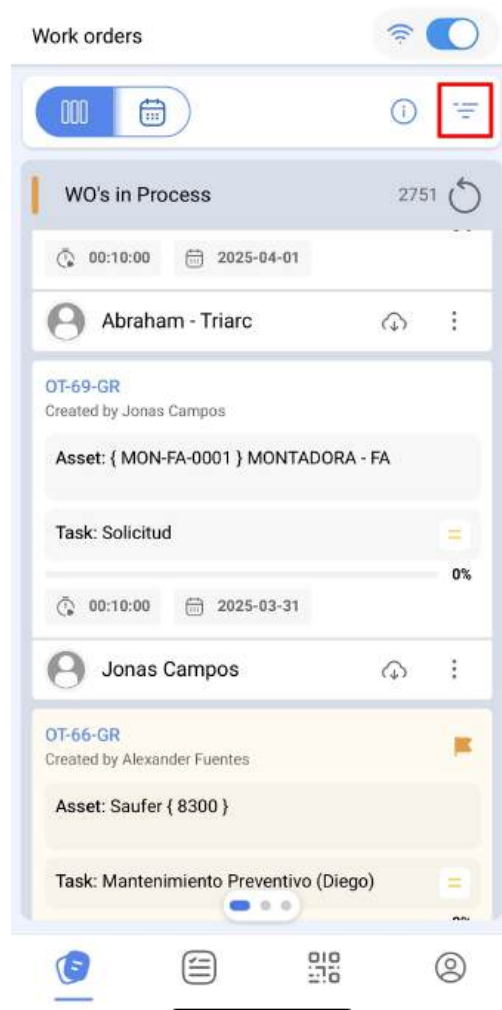 Work orders
WO's in Process 2751
00:10:00 2025-04-01
Abraham - Triarc
OT-69-GR
Created by Jonas Campos
Asset: { MON-FA-0001 } MONTADORA - FA
Task: Solicitud
0%
00:10:00 2025-03-31
Jonas Campos
OT-66-GR
Created by Alexander Fuentes
Asset: Saufer { 8300 }
Task: Mantenimiento Preventivo (Diego)